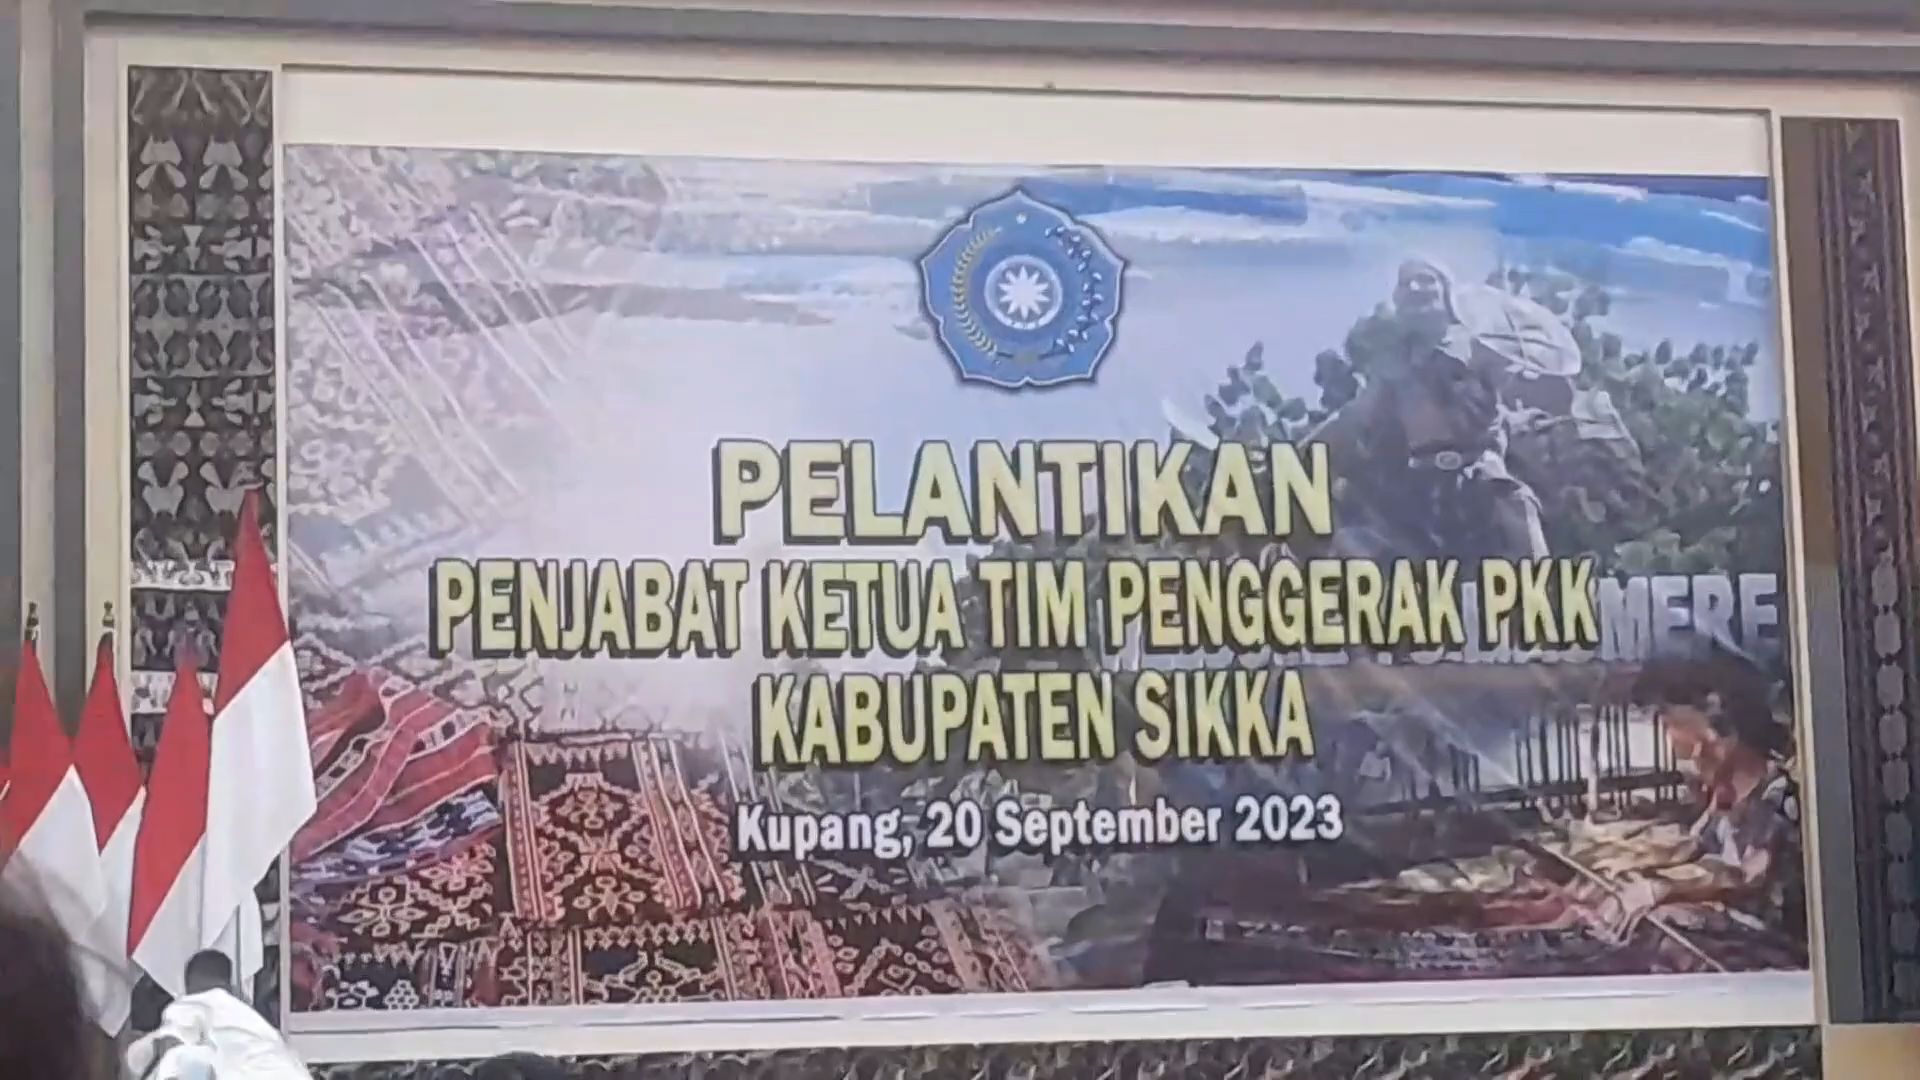 PELANTIKAN
PENJABAT KETUA TIM PENGGERAK PKK
KABUPATEN SIKKA
Kupang, 20 September 2023